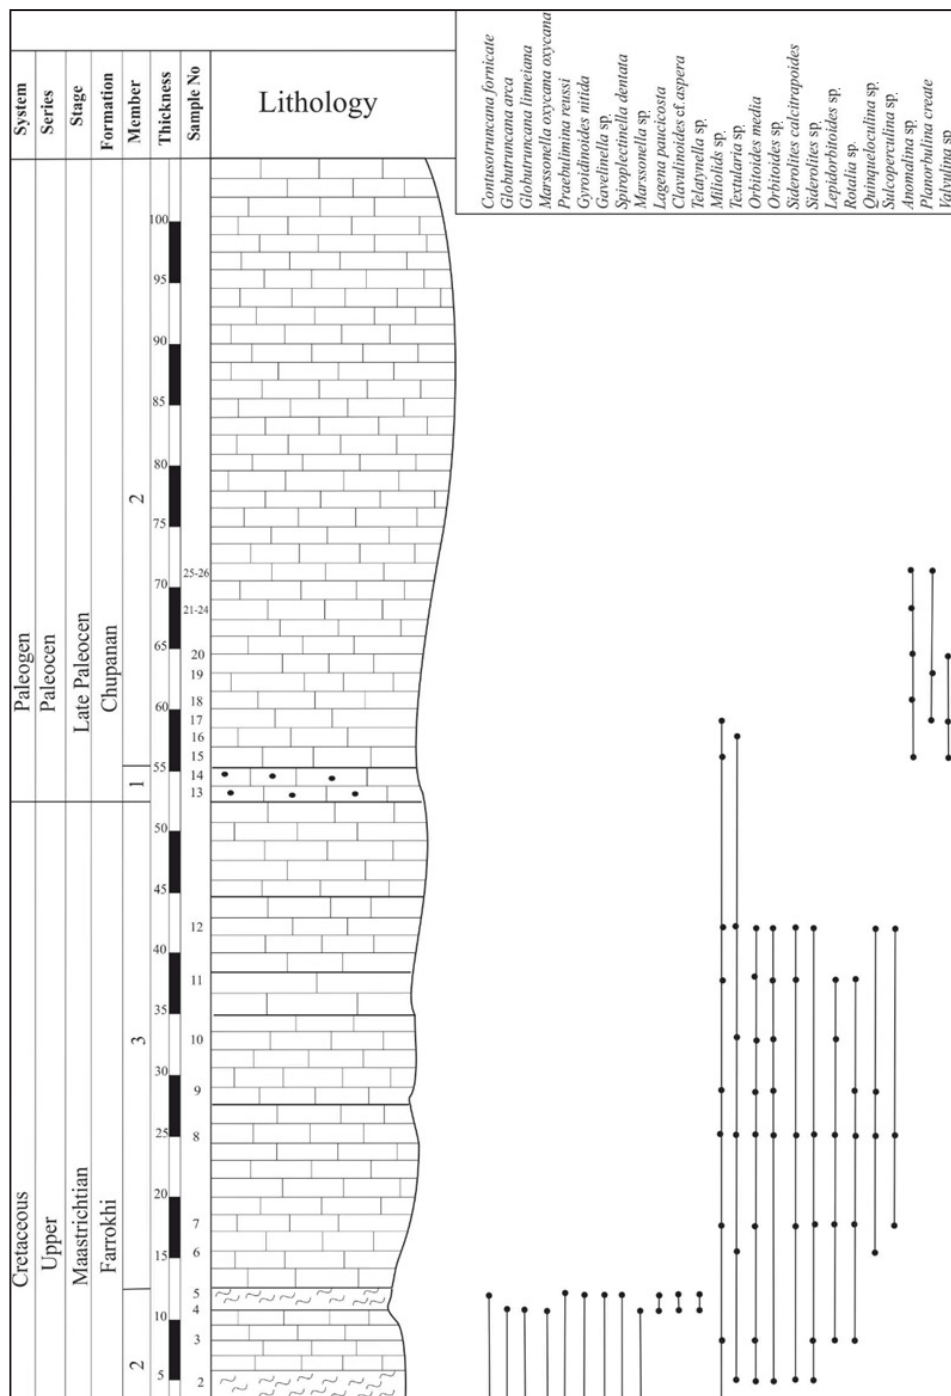 System
Series
Stage
Formation
Member
Thickness
Sample No
Lithology
Contusotruncana fornicate
Globutruncana arca
Globutruncana linneiana
Marssonella oxycana oxycana
Praebulimina reussi
Gyroidinoides nitida
Gavelinella sp.
Spiroplectinella dentata
Marssonella sp.
Lagena paucicosta
Clavulinoides cf. aspera
Telatynella sp.
Miliolids sp.
Textularia sp.
Orbitoides media
Orbitoides sp.
Siderolites calcitrapoides
Siderolites sp.
Lepidorbitoides sp.
Rotalia sp.
Quinqueloculina sp.
Sulcoperculina sp.
Anomalina sp.
Planorbulina create
Valvulina sp.
100
95
90
85
80
2
75
25-26
70
21-24
65
20
Paleogen
Paleocen
Late Paleocen
Chupanan
19
18
60
17
16
15
55
14
1
13
50
45
12
40
11
35
10
3
30
9
25
8
20
7
6
15
Cretaceous
Upper
Maastrichtian
Farrokhi
5
4
10
3
2
5
2